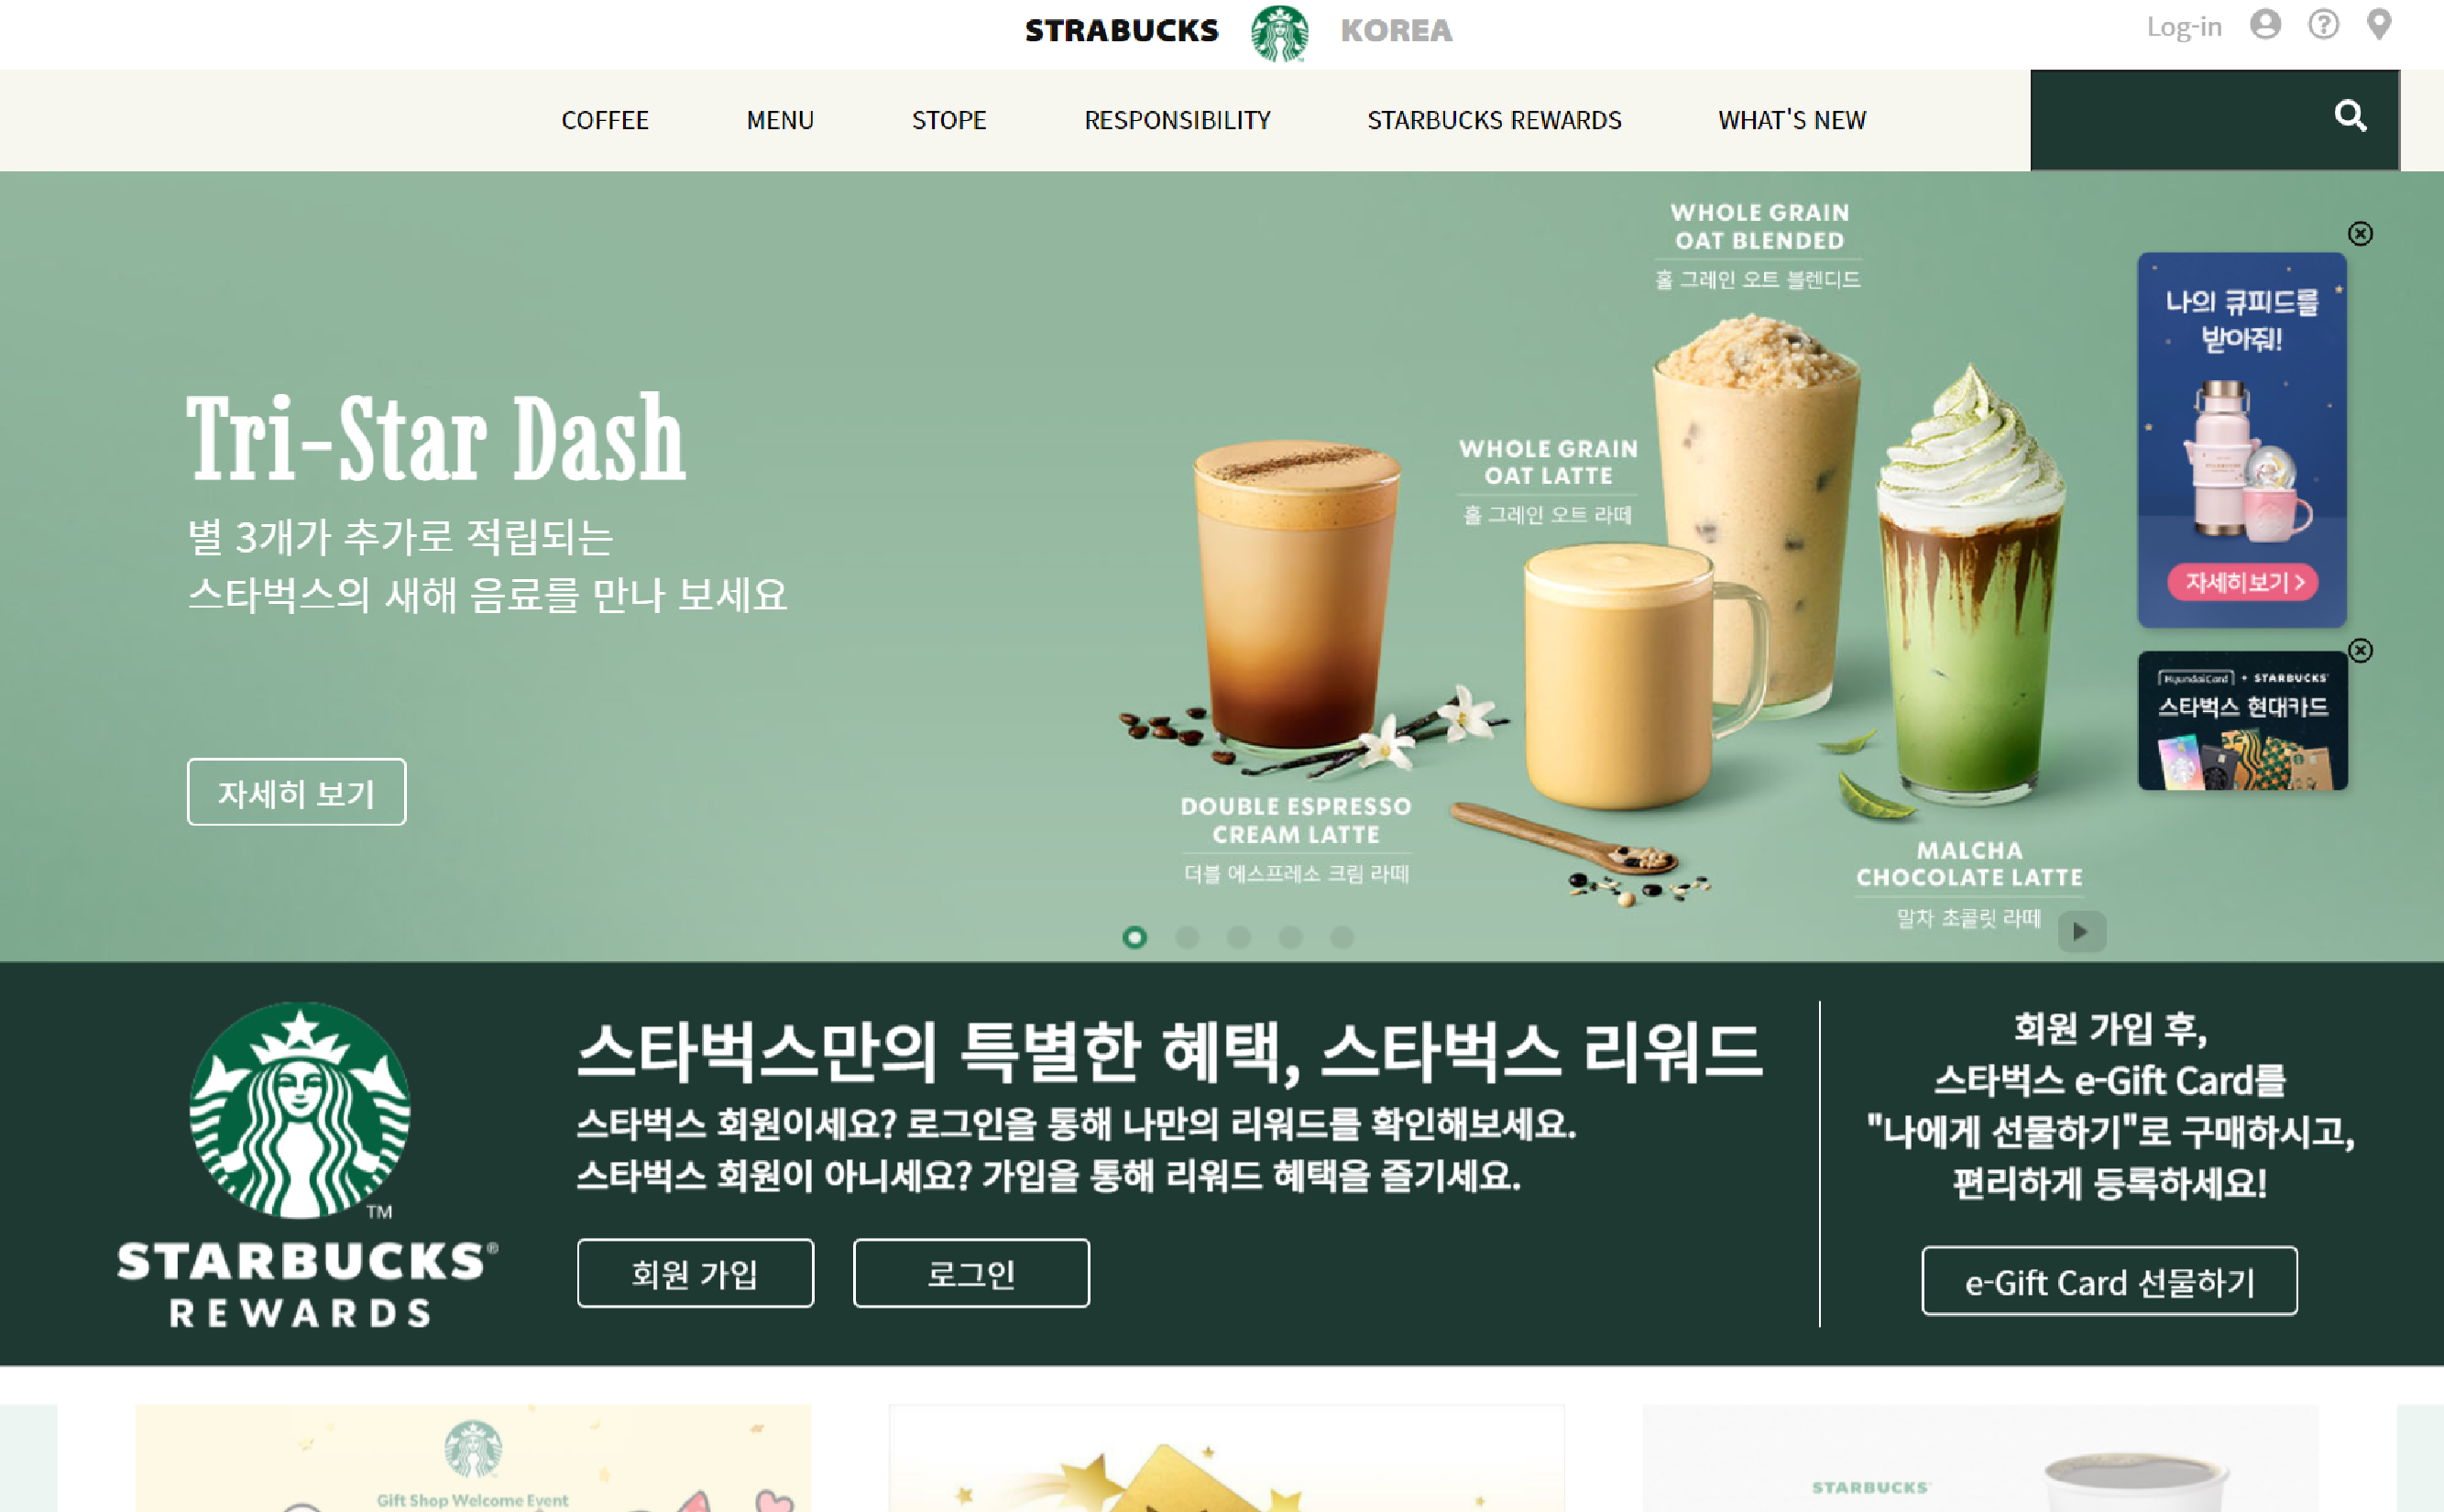 STRABUCKS KOREA
Log-in
COFFEE MENU STOPE RESPONSIBILITY STARBUCKS REWARDS WHAT'S NEW
Tri-Star Dash
별 3개가 추가로 적립되는
스타벅스의 새해 음료를 만나 보세요
자세히 보기
WHOLE GRAIN
OAT BLENDED
홀 그레인 오트 블렌디드
WHOLE GRAIN
OAT LATTE
홀 그레인 오트 라떼
DOUBLE ESPRESSO
CREAM LATTE
더블 에스프레소 크림 라떼
MALCHA
CHOCOLATE LATTE
말차 초콜릿 라떼
나의 큐피드를
받아줘!
자세히보기 >
HyundaiCard + STARBUCKS
스타벅스 현대카드
STARBUCKS®
REWARDS
TM
스타벅스만의 특별한 혜택, 스타벅스 리워드
스타벅스 회원이세요? 로그인을 통해 나만의 리워드를 확인해보세요.
스타벅스 회원이 아니세요? 가입을 통해 리워드 혜택을 즐기세요.
회원 가입
로그인
회원 가입 후,
스타벅스 e-Gift Card를
"나에게 선물하기"로 구매하시고,
편리하게 등록하세요!
e-Gift Card 선물하기
Gift Shop Welcome Event
STARBUCKS